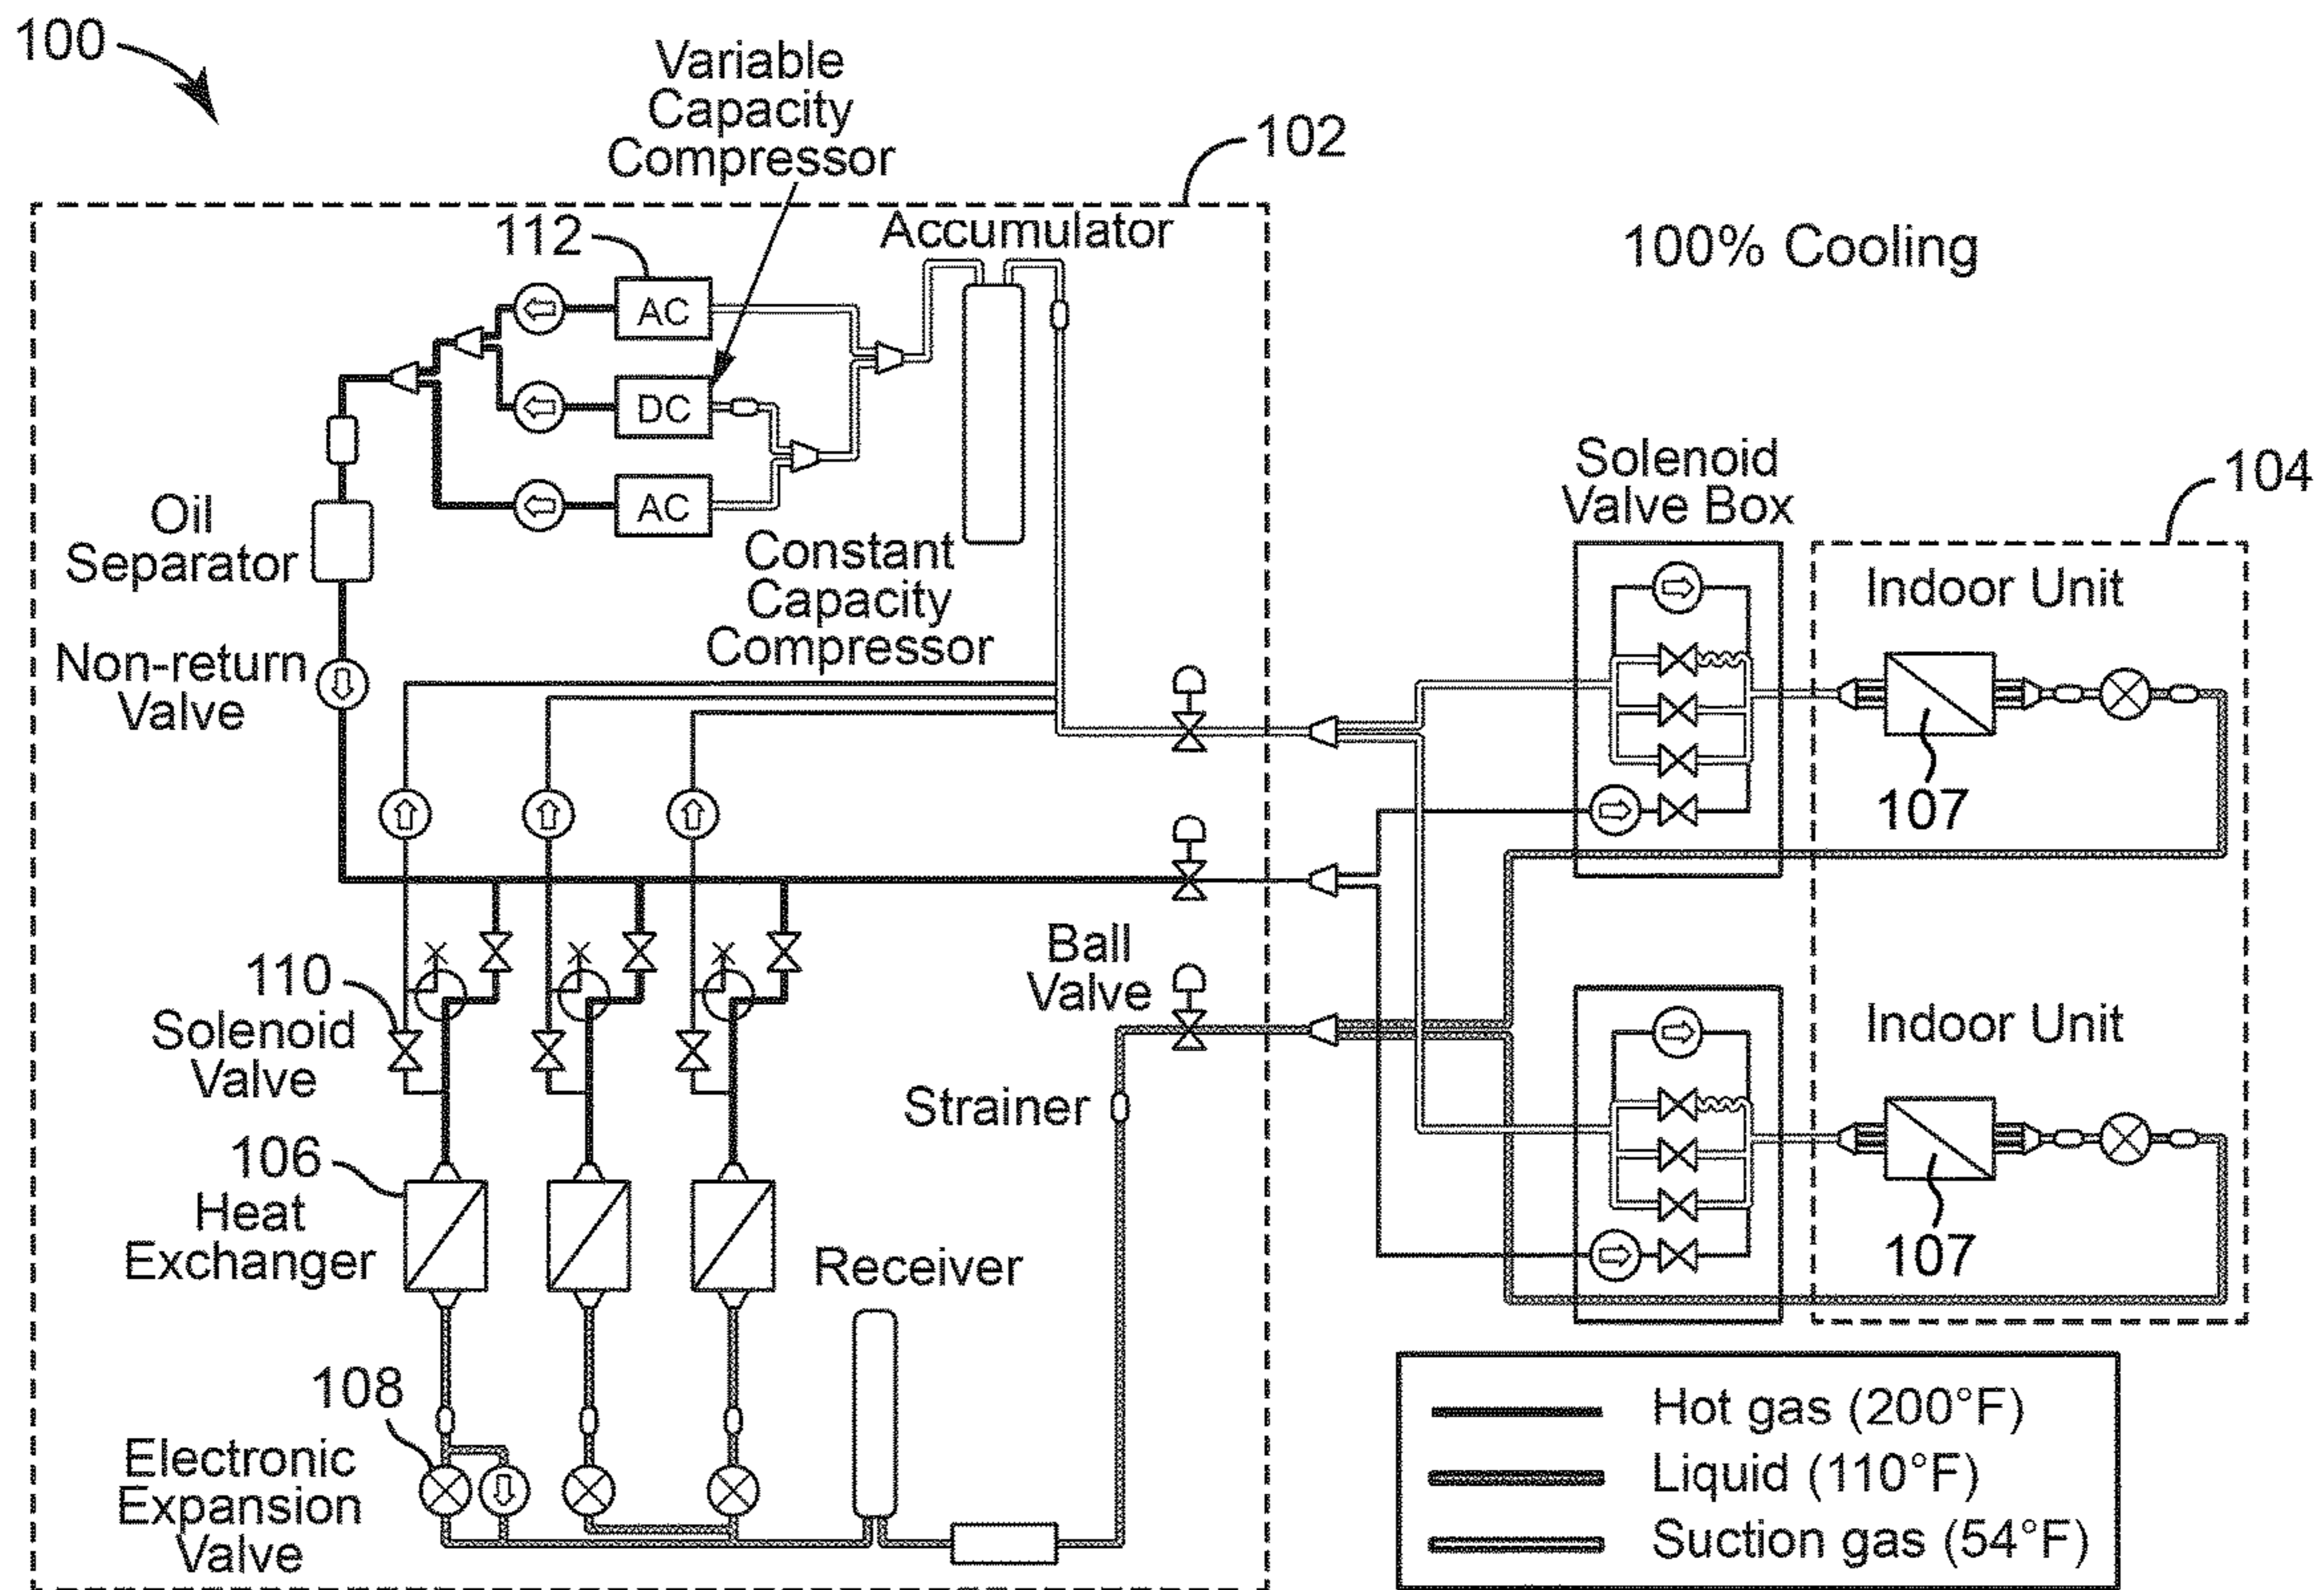 100
Variable
Capacity
Compressor
102
112
Accumulator
100% Cooling
AC
DC
AC
Solenoid
Valve Box
104
Oil
Separator
Constant
Capacity
Compressor
Indoor Unit
Non-return
Valve
107
Ball
Valve
110
Solenoid
Valve
Indoor Unit
Strainer
106
Heat
Exchanger
107
Receiver
108
Electronic
Expansion
Valve
Hot gas (200°F)
Liquid (110°F)
Suction gas (54°F)